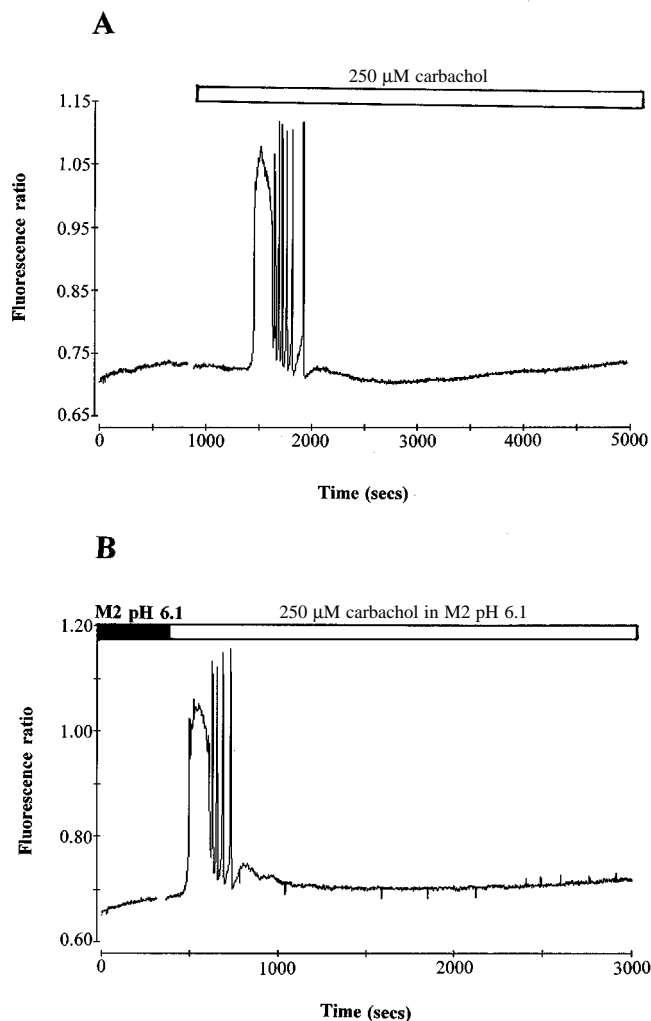 A
250 μM carbachol
1.15
1.05
0.95
0.85
0.75
0.65
Fluorescence ratio
0 1000 2000 3000 4000 5000
Time (secs)
B
M2 pH 6.1 250 μM carbachol in M2 pH 6.1
1.20
1.00
0.80
0.60
Fluorescence ratio
0 1000 2000 3000
Time (secs)